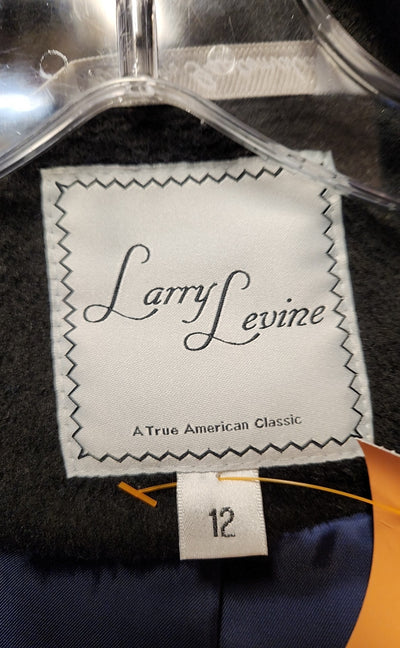 Larry
Levine
A True American Classic
12